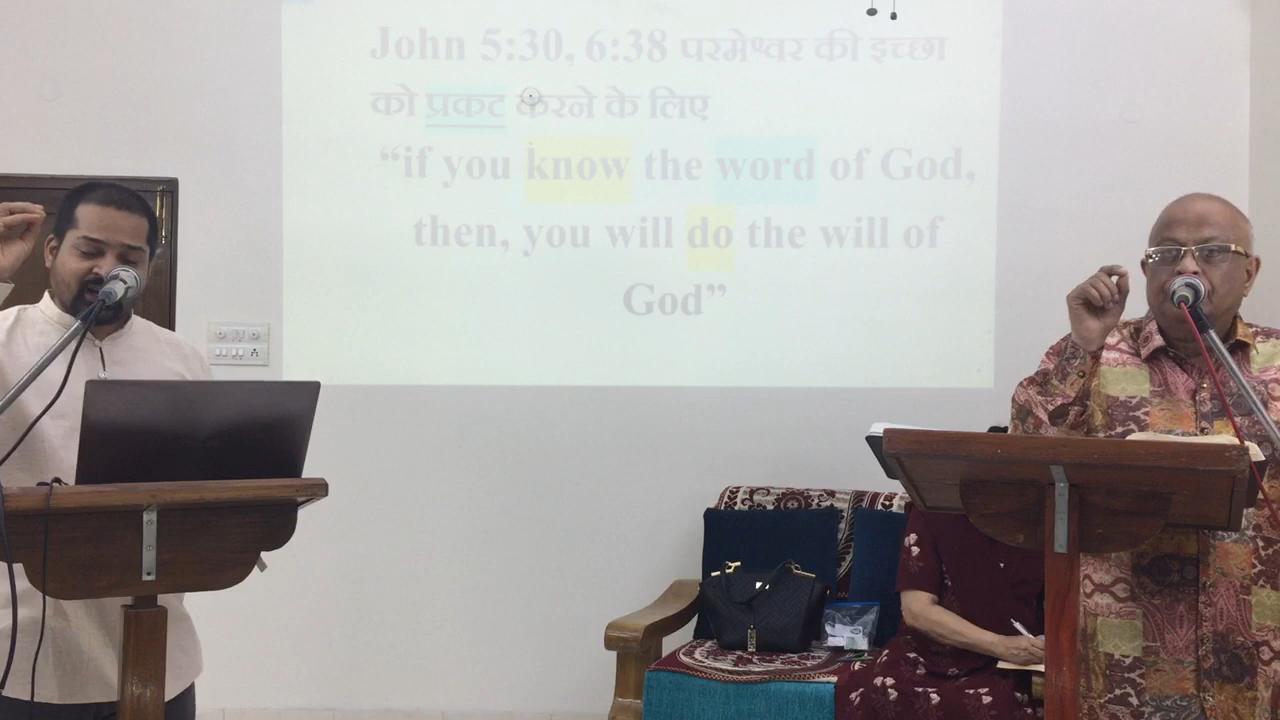 John 5:30, 6:38 परमेश्वर की इच्छा
को प्रकट करने के लिए
“if you know the word of God,
then, you will do the will of
God”